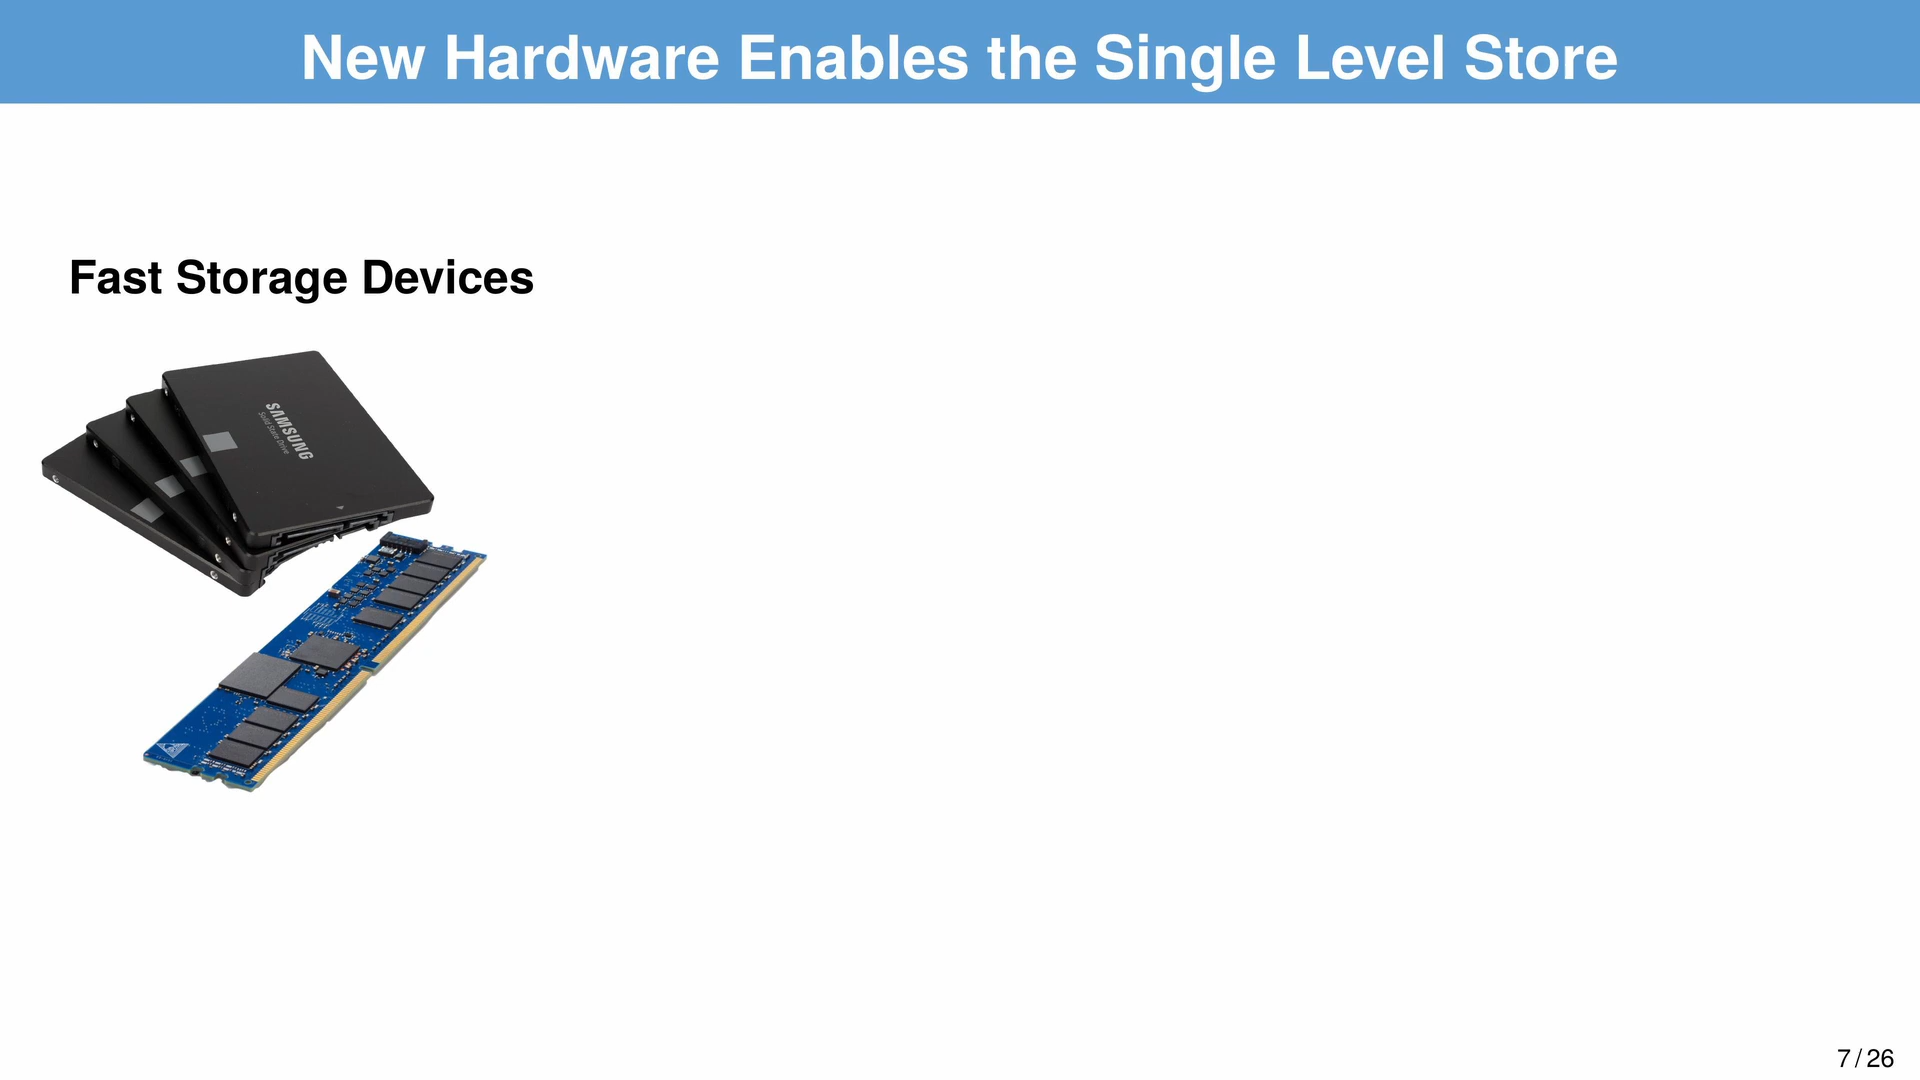 New Hardware Enables the Single Level Store
Fast Storage Devices
SAMSUNG
Solid State Drive
7 / 26